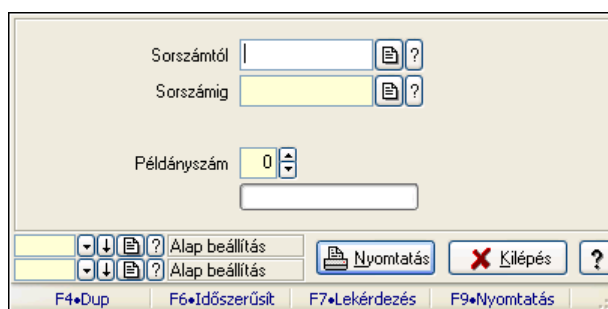 Sorszámtól ?
Sorszámig ?
Példányszám 0
? Alap beállítás
? Alap beállítás
Nyomtatás Kilépés ?
F4•Dup F6•Időszerűsít F7•Lekérdezés F9•Nyomtatás